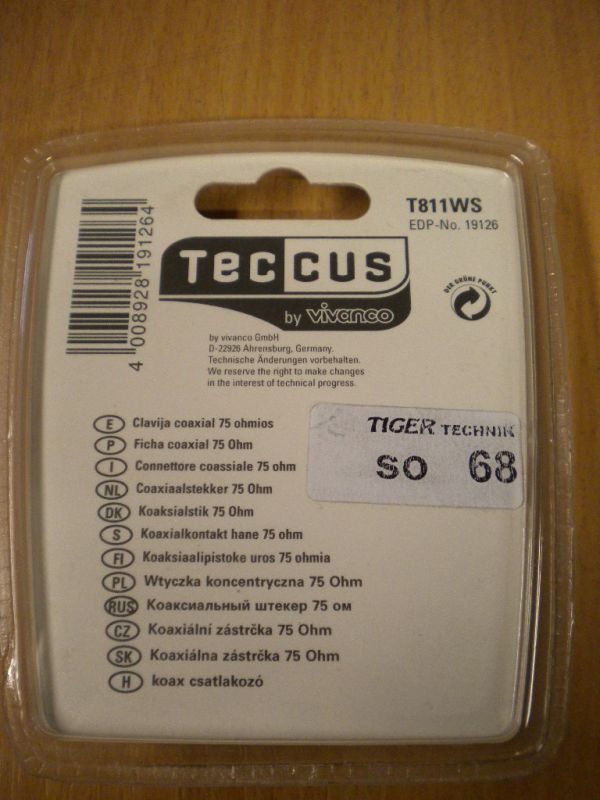 T811WS
EDP-No. 19126
4 008928 191264
TECCUS
by vivanco
DER GRÜNE PUNKT
by vivanco GmbH
D-22926 Ahrensburg, Germany.
Technische Änderungen vorbehalten.
We reserve the right to make changes
in the interest of technical progress.
TIGER TECHNIK
SO 68
E Clavija coaxial 75 ohmios
P Ficha coaxial 75 Ohm
I Connettore coassiale 75 ohm
NL Coaxiaalstekker 75 Ohm
DK Koaksialstik 75 Ohm
S Koaxialkontakt hane 75 ohm
FI Koaksiaalipistoke uros 75 ohmia
PL Wtyczka koncentryczna 75 Ohm
RUS Коаксиальный штекер 75 ом
CZ Koaxiální zástrčka 75 Ohm
SK Koaxiálna zástrčka 75 Ohm
H koax csatlakozó